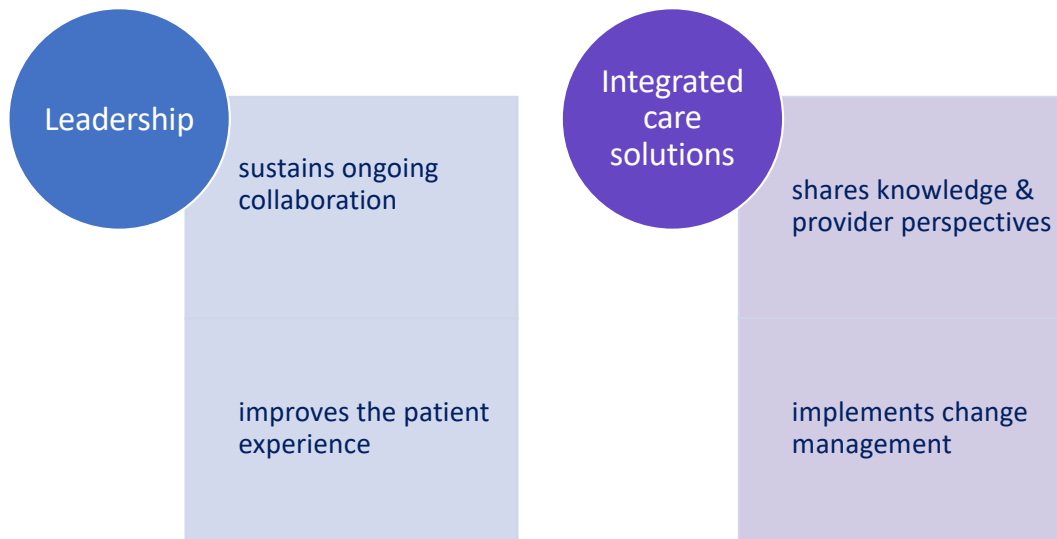 Leadership
sustains ongoing
collaboration
improves the patient
experience
Integrated
care
solutions
shares knowledge &
provider perspectives
implements change
management